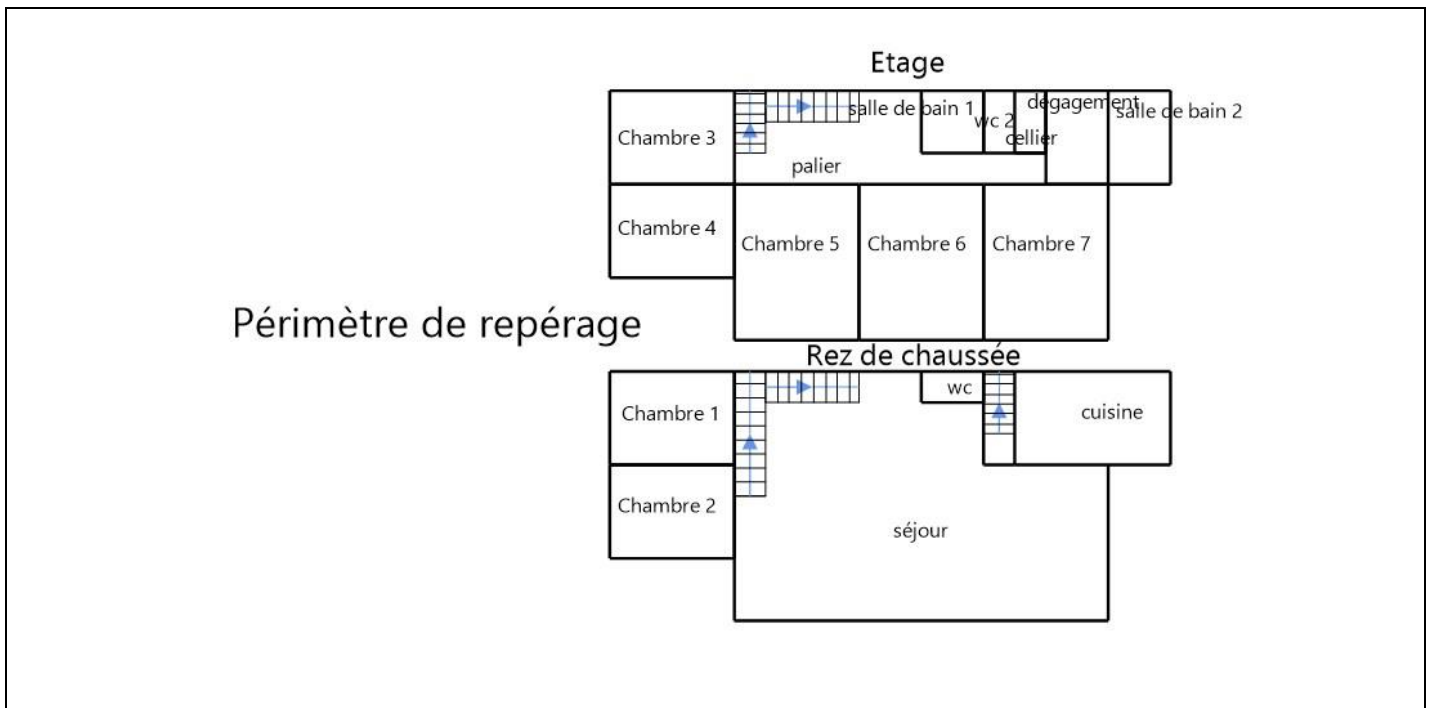 Etage
salle de bain 1
dégagement
salle de bain 2
wc 2
Chambre 3
cellier
palier
Chambre 4
Chambre 5
Chambre 6
Chambre 7
Périmètre de repérage
Rez de chaussée
wc
Chambre 1
cuisine
Chambre 2
séjour